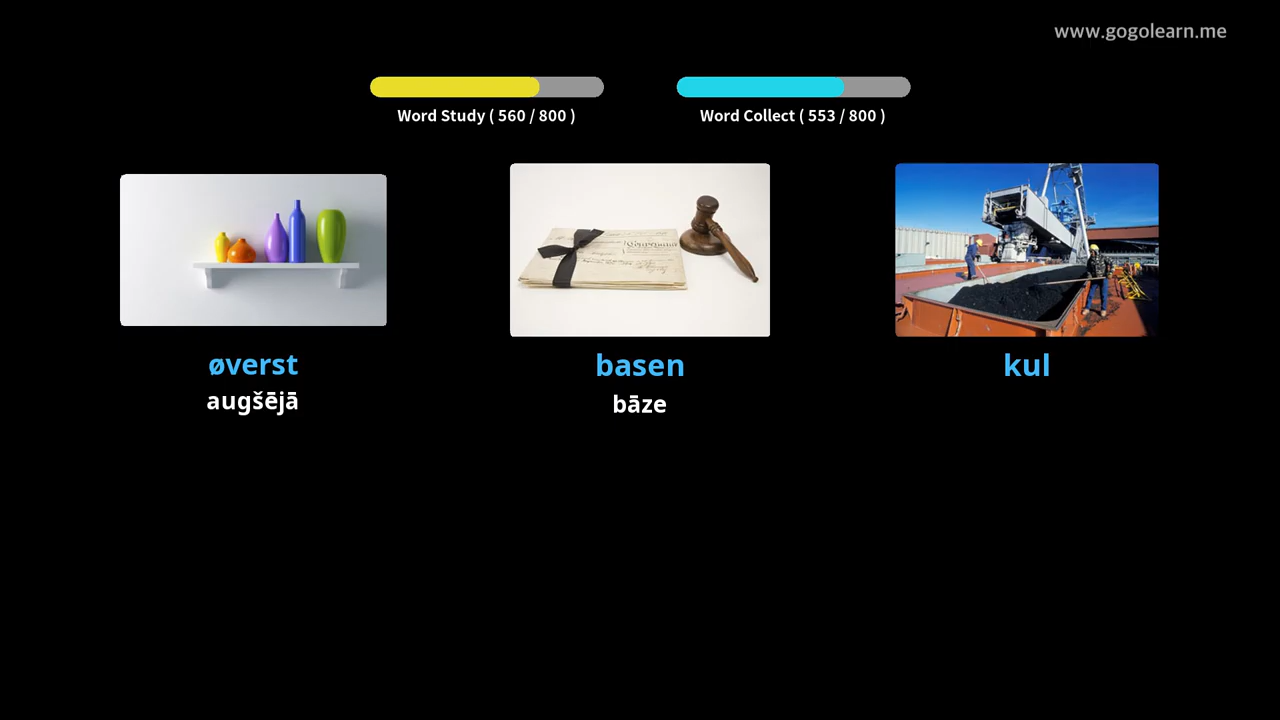 www.gogolearn.me
Word Study ( 560 / 800 )
Word Collect ( 553 / 800 )
øverst
augšējā
basen
bāze
kul